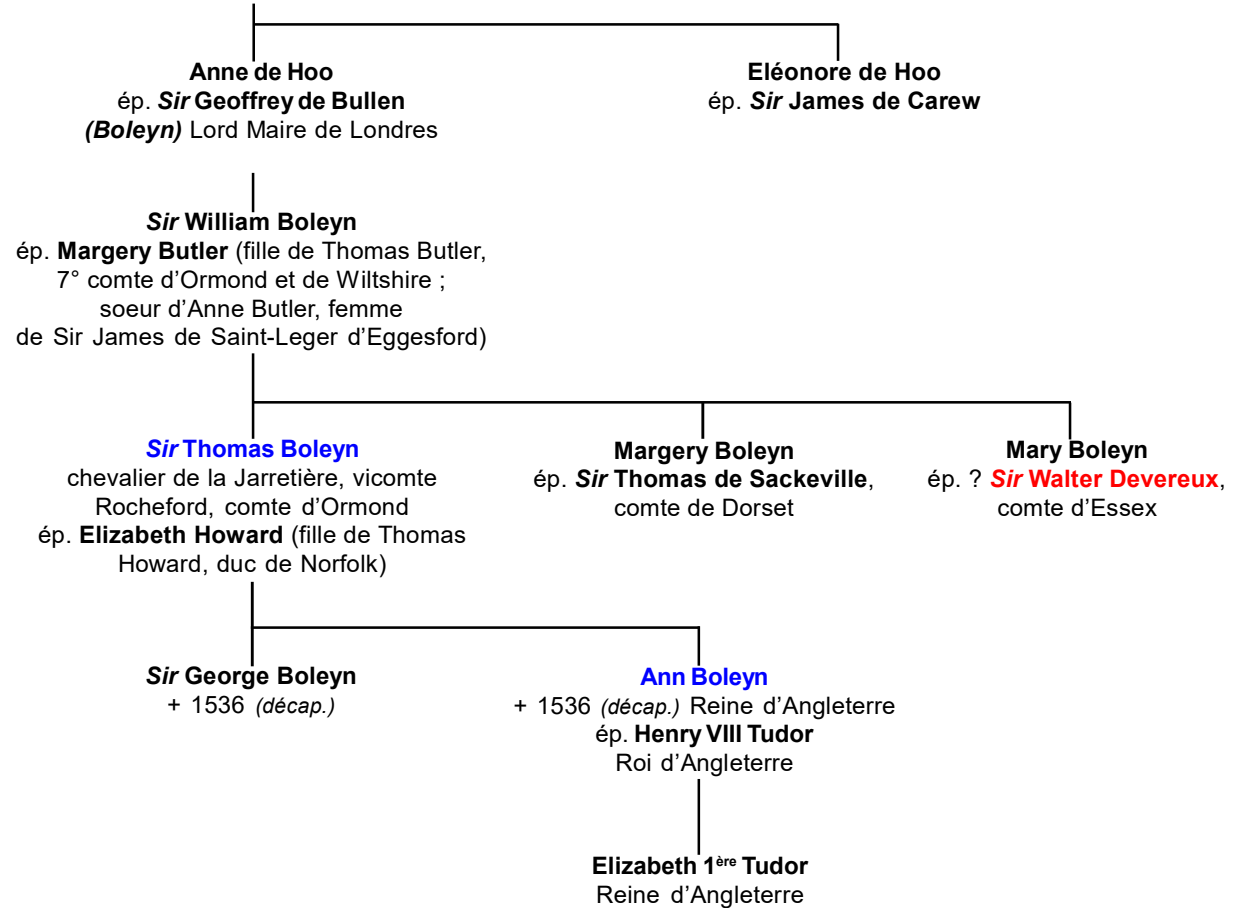 Anne de Hoo
ép. Sir Geoffrey de Bullen
(Boleyn) Lord Maire de Londres
Eléonore de Hoo
ép. Sir James de Carew
Sir William Boleyn
ép. Margery Butler (fille de Thomas Butler,
7° comte d'Ormond et de Wiltshire ;
soeur d'Anne Butler, femme
de Sir James de Saint-Leger d'Eggesford)
Sir Thomas Boleyn
chevalier de la Jarretière, vicomte
Rocheford, comte d'Ormond
ép. Elizabeth Howard (fille de Thomas
Howard, duc de Norfolk)
Margery Boleyn
ép. Sir Thomas de Sackeville,
comte de Dorset
Mary Boleyn
ép. ? Sir Walter Devereux,
comte d'Essex
Sir George Boleyn
+ 1536 (décap.)
Ann Boleyn
+ 1536 (décap.) Reine d'Angleterre
ép. Henry VIII Tudor
Roi d'Angleterre
Elizabeth 1ère Tudor
Reine d'Angleterre